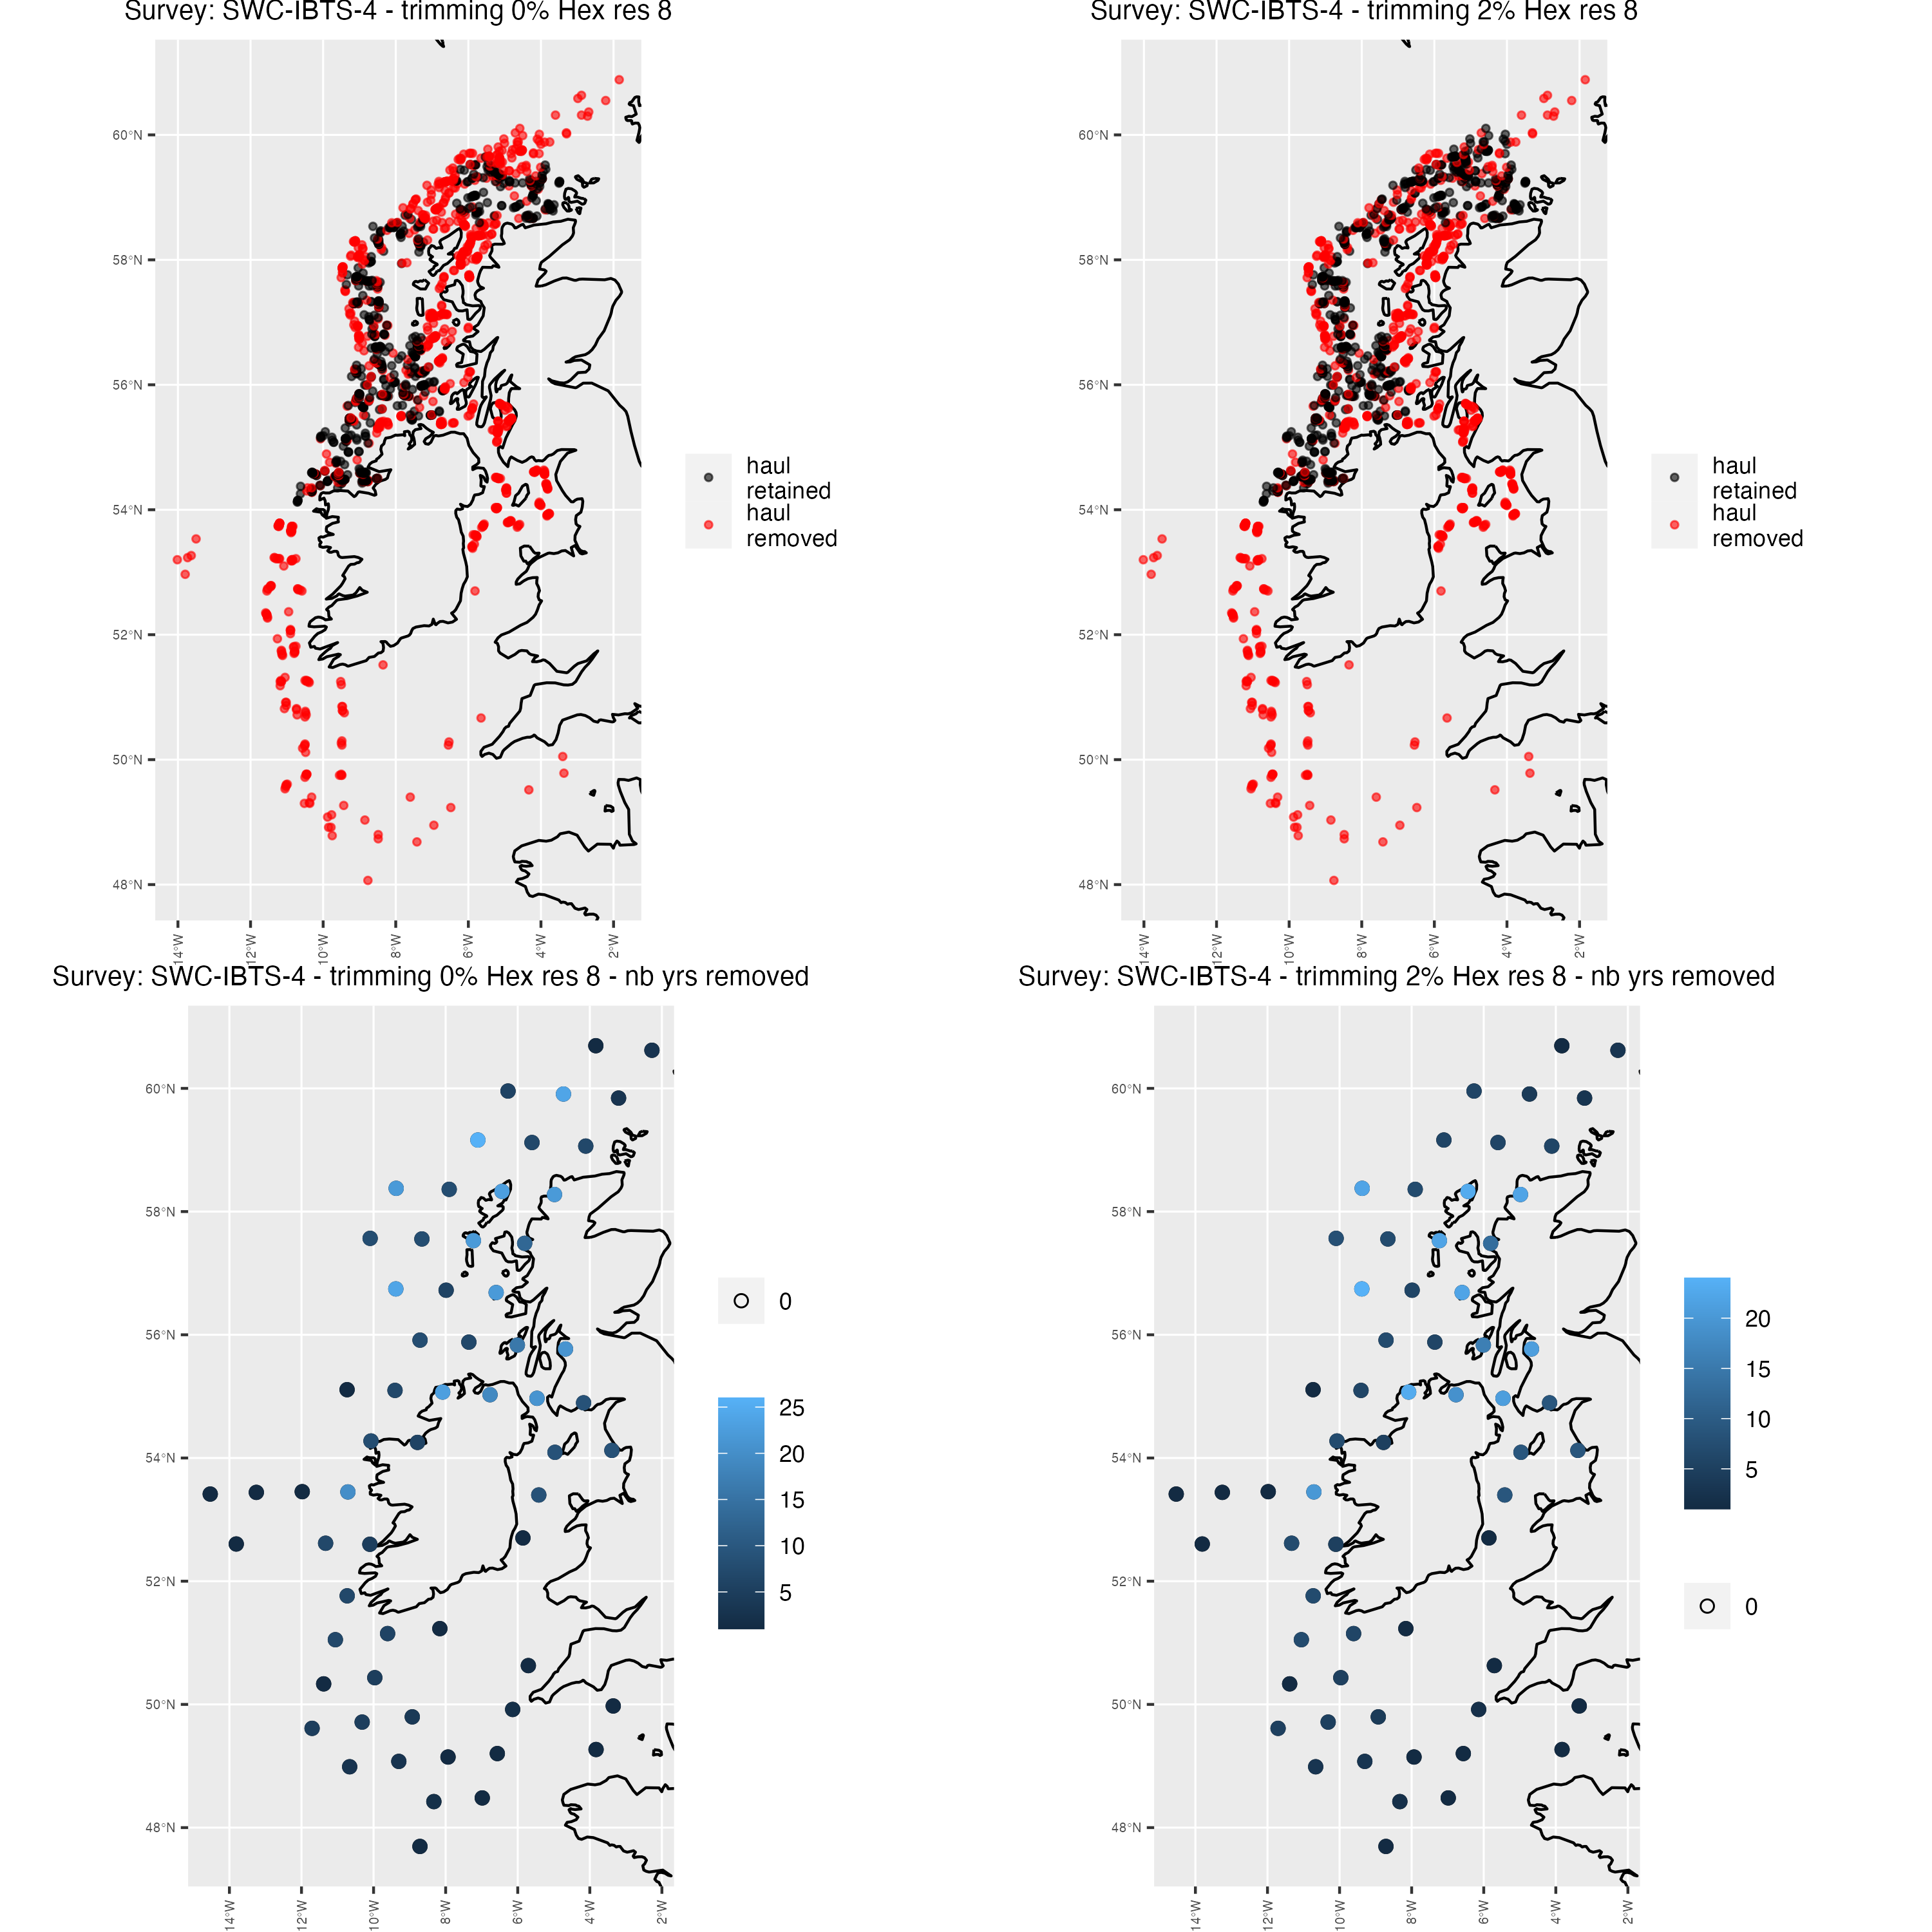 Survey: SWC-IBTS-4 - trimming 0% Hex res 8
60°N
58°N
56°N
54°N
52°N
50°N
48°N
14°W
12°W
10°W
8°W
6°W
4°W
2°W
haul
retained
haul
removed
Survey: SWC-IBTS-4 - trimming 2% Hex res 8
60°N
58°N
56°N
54°N
52°N
50°N
48°N
14°W
12°W
10°W
8°W
6°W
4°W
2°W
haul
retained
haul
removed
Survey: SWC-IBTS-4 - trimming 0% Hex res 8 - nb yrs removed
60°N
58°N
56°N
54°N
52°N
50°N
48°N
14°W
12°W
10°W
8°W
6°W
4°W
2°W
0
25
20
15
10
5
Survey: SWC-IBTS-4 - trimming 2% Hex res 8 - nb yrs removed
60°N
58°N
56°N
54°N
52°N
50°N
48°N
14°W
12°W
10°W
8°W
6°W
4°W
2°W
20
15
10
5
0